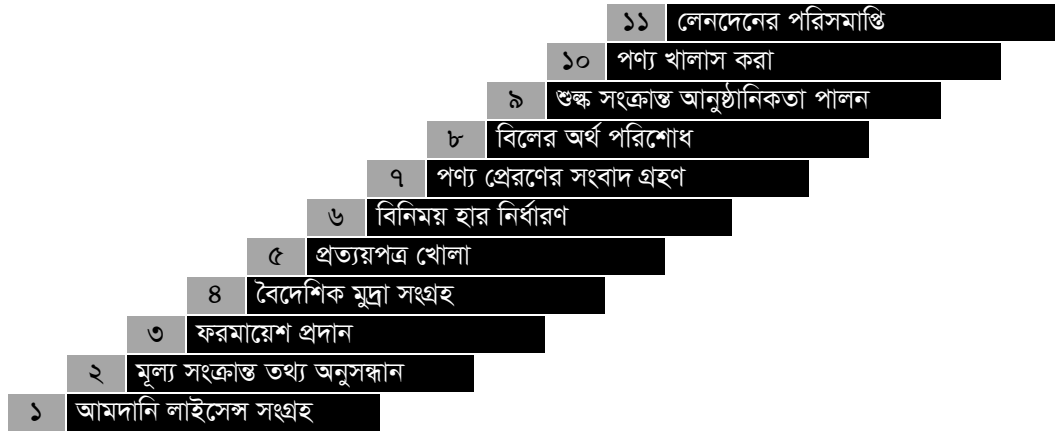 ১১ লেনদেনের পরিসমাপ্তি
১০ পণ্য খালাস করা
৯ শুল্ক সংক্রান্ত আনুষ্ঠানিকতা পালন
৮ বিলের অর্থ পরিশোধ
৭ পণ্য প্রেরণের সংবাদ গ্রহণ
৬ বিনিময় হার নির্ধারণ
৫ প্রত্যয়পত্র খোলা
৪ বৈদেশিক মুদ্রা সংগ্রহ
৩ ফরমায়েশ প্রদান
২ মূল্য সংক্রান্ত তথ্য অনুসন্ধান
১ আমদানি লাইসেন্স সংগ্রহ